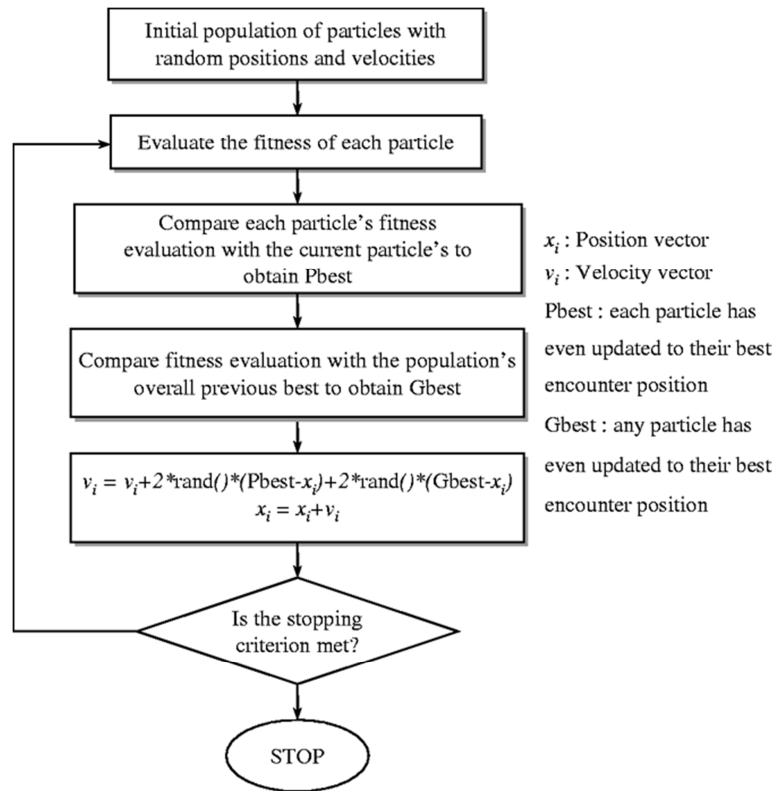 Initial population of particles with
random positions and velocities
Evaluate the fitness of each particle
Compare each particle's fitness
evaluation with the current particle's to
obtain Pbest
Compare fitness evaluation with the population's
overall previous best to obtain Gbest
v_i = v_i+2*rand()*(Pbest-x_i)+2*rand()*(Gbest-x_i)
x_i = x_i+v_i
Is the stopping
criterion met?
STOP
x_i : Position vector
v_i : Velocity vector
Pbest : each particle has
even updated to their best
encounter position
Gbest : any particle has
even updated to their best
encounter position